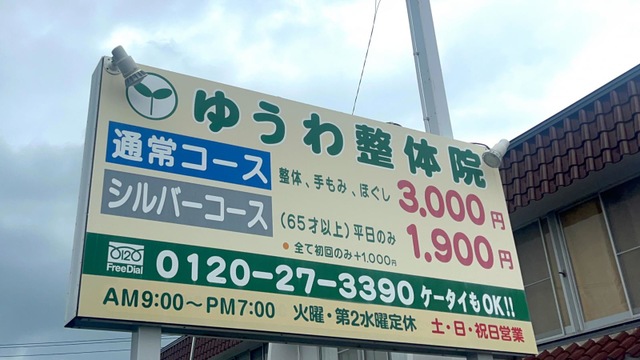 ゆうわ整体院
通常コース 整体、手もみ、ほぐし 3.000円
シルバーコース (65才以上)平日のみ 1.900円
●全て初回のみ+1.000円
0120 FreeDial 0120-27-3390 ケータイもOK!!
AM9:00～PM7:00 火曜・第2水曜定休 土・日・祝日営業